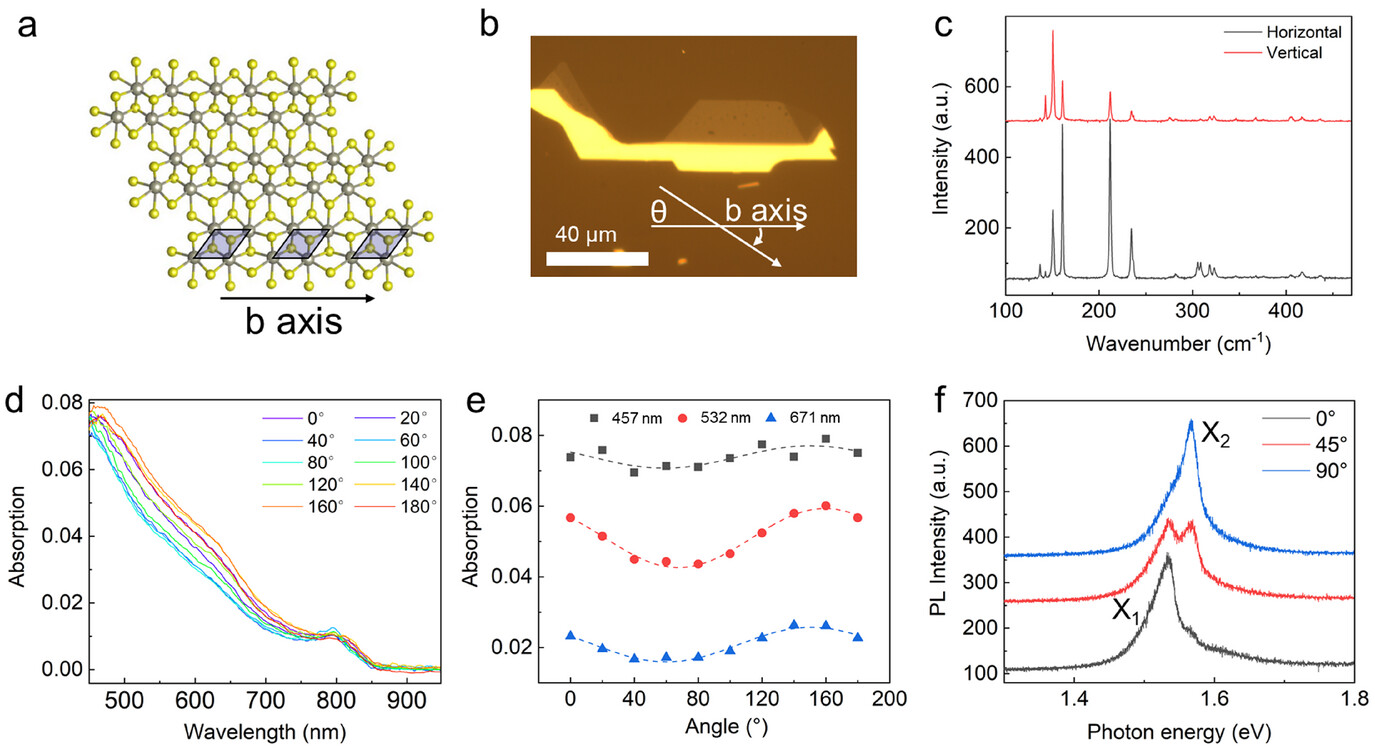 a
b axis
b
θ
b axis
40 μm
c
Horizontal
Vertical
600
400
200
Intensity (a.u.)
100
200
300
400
Wavenumber (cm-1)
d
0.08
0.06
0.04
0.02
0.00
Absorption
0°
20°
40°
60°
80°
100°
120°
140°
160°
180°
500
600
700
800
900
Wavelength (nm)
e
457 nm
532 nm
671 nm
0.08
0.06
0.04
0.02
Absorption
0
40
80
120
160
200
Angle (°)
f
0°
45°
90°
X2
X1
700
600
500
400
300
200
100
PL Intensity (a.u.)
1.4
1.6
1.8
Photon energy (eV)